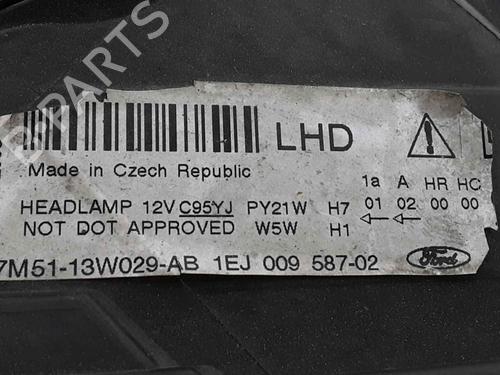 LHD
Made in Czech Republic
1a A HR HC
HEADLAMP 12V C95YJ PY21W H7 01 02 00 00
NOT DOT APPROVED W5W H1
7M51-13W029-AB 1EJ 009 587-02
Ford
B-PARTS